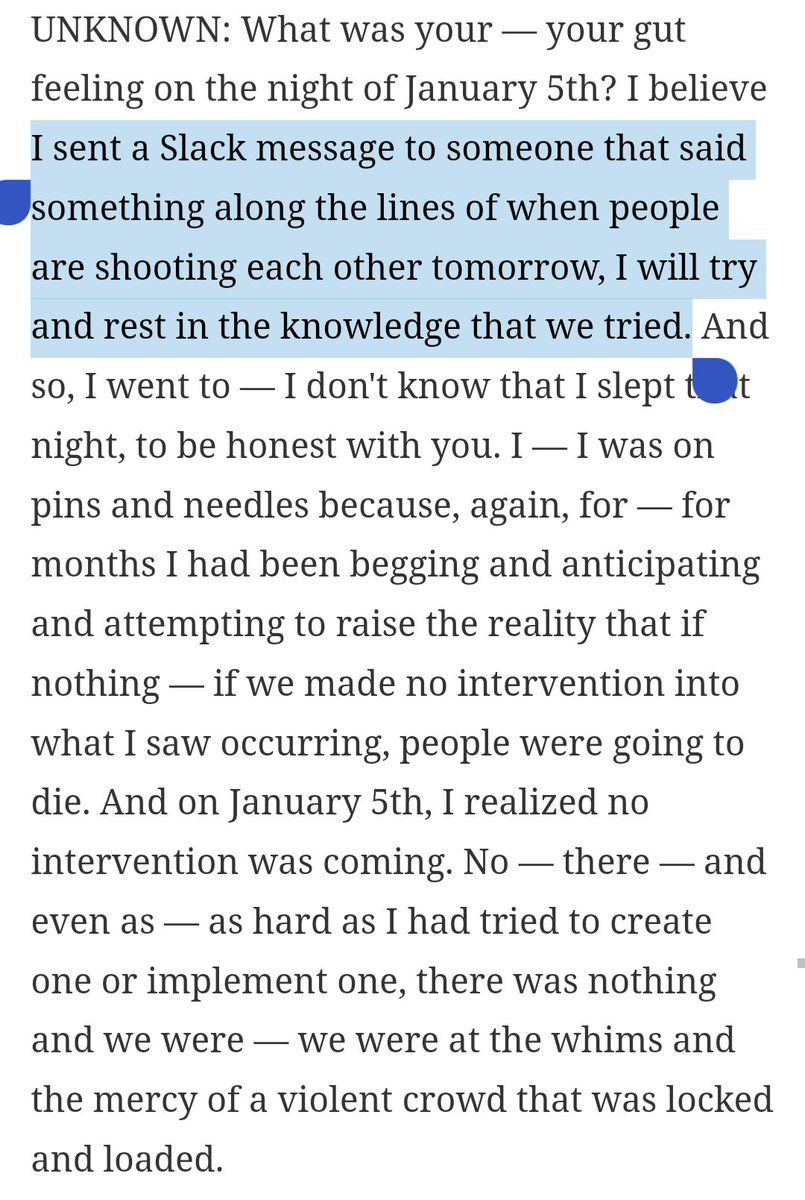 UNKNOWN: What was your — your gut
feeling on the night of January 5th? I believe
I sent a Slack message to someone that said
something along the lines of when people
are shooting each other tomorrow, I will try
and rest in the knowledge that we tried. And
so, I went to — I don't know that I slept that
night, to be honest with you. I — I was on
pins and needles because, again, for — for
months I had been begging and anticipating
and attempting to raise the reality that if
nothing — if we made no intervention into
what I saw occurring, people were going to
die. And on January 5th, I realized no
intervention was coming. No — there — and
even as — as hard as I had tried to create
one or implement one, there was nothing
and we were — we were at the whims and
the mercy of a violent crowd that was locked
and loaded.